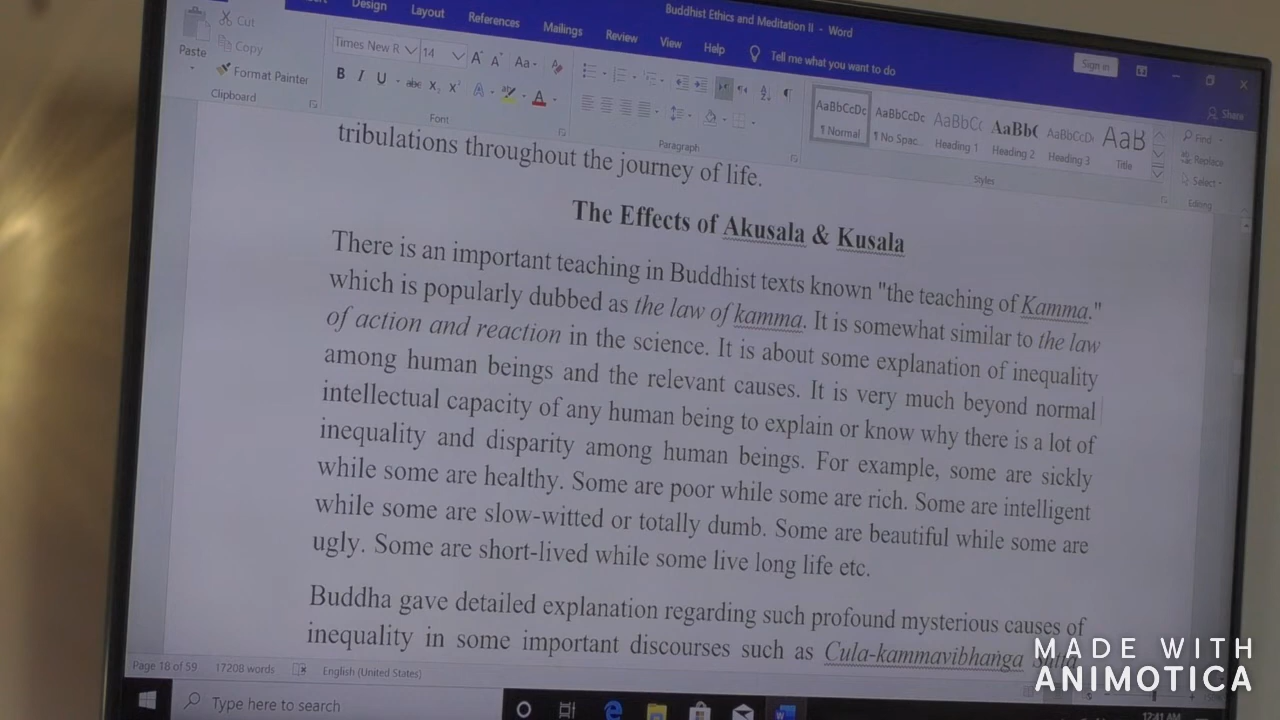 Buddhist Ethics and Meditation II - Word
Sign in
Design Layout References Mailings Review View Help Tell me what you want to do
Share
Paste
Cut
Copy
Format Painter
Clipboard
Times New R 14
Aa
B I U abc X₂ X²
Font
Paragraph
AaBbCcDc AaBbCcDc AaBbCc AaBbC AaBbCcD AaB
¶ Normal ¶ No Spac... Heading 1 Heading 2 Heading 3 Title
Styles
Find
Replace
Select
Editing
tribulations throughout the journey of life.
The Effects of Akusala & Kusala
There is an important teaching in Buddhist texts known "the teaching of Kamma."
which is popularly dubbed as the law of kamma. It is somewhat similar to the law
of action and reaction in the science. It is about some explanation of inequality
among human beings and the relevant causes. It is very much beyond normal
intellectual capacity of any human being to explain or know why there is a lot of
inequality and disparity among human beings. For example, some are sickly
while some are healthy. Some are poor while some are rich. Some are intelligent
while some are slow-witted or totally dumb. Some are beautiful while some are
ugly. Some are short-lived while some live long life etc.
Buddha gave detailed explanation regarding such profound mysterious causes of
inequality in some important discourses such as Cula-kammavibhaṅga Sutta
Page 18 of 59 17208 words English (United States)
Type here to search
12:41 AM
MADE WITH
ANIMOTICA